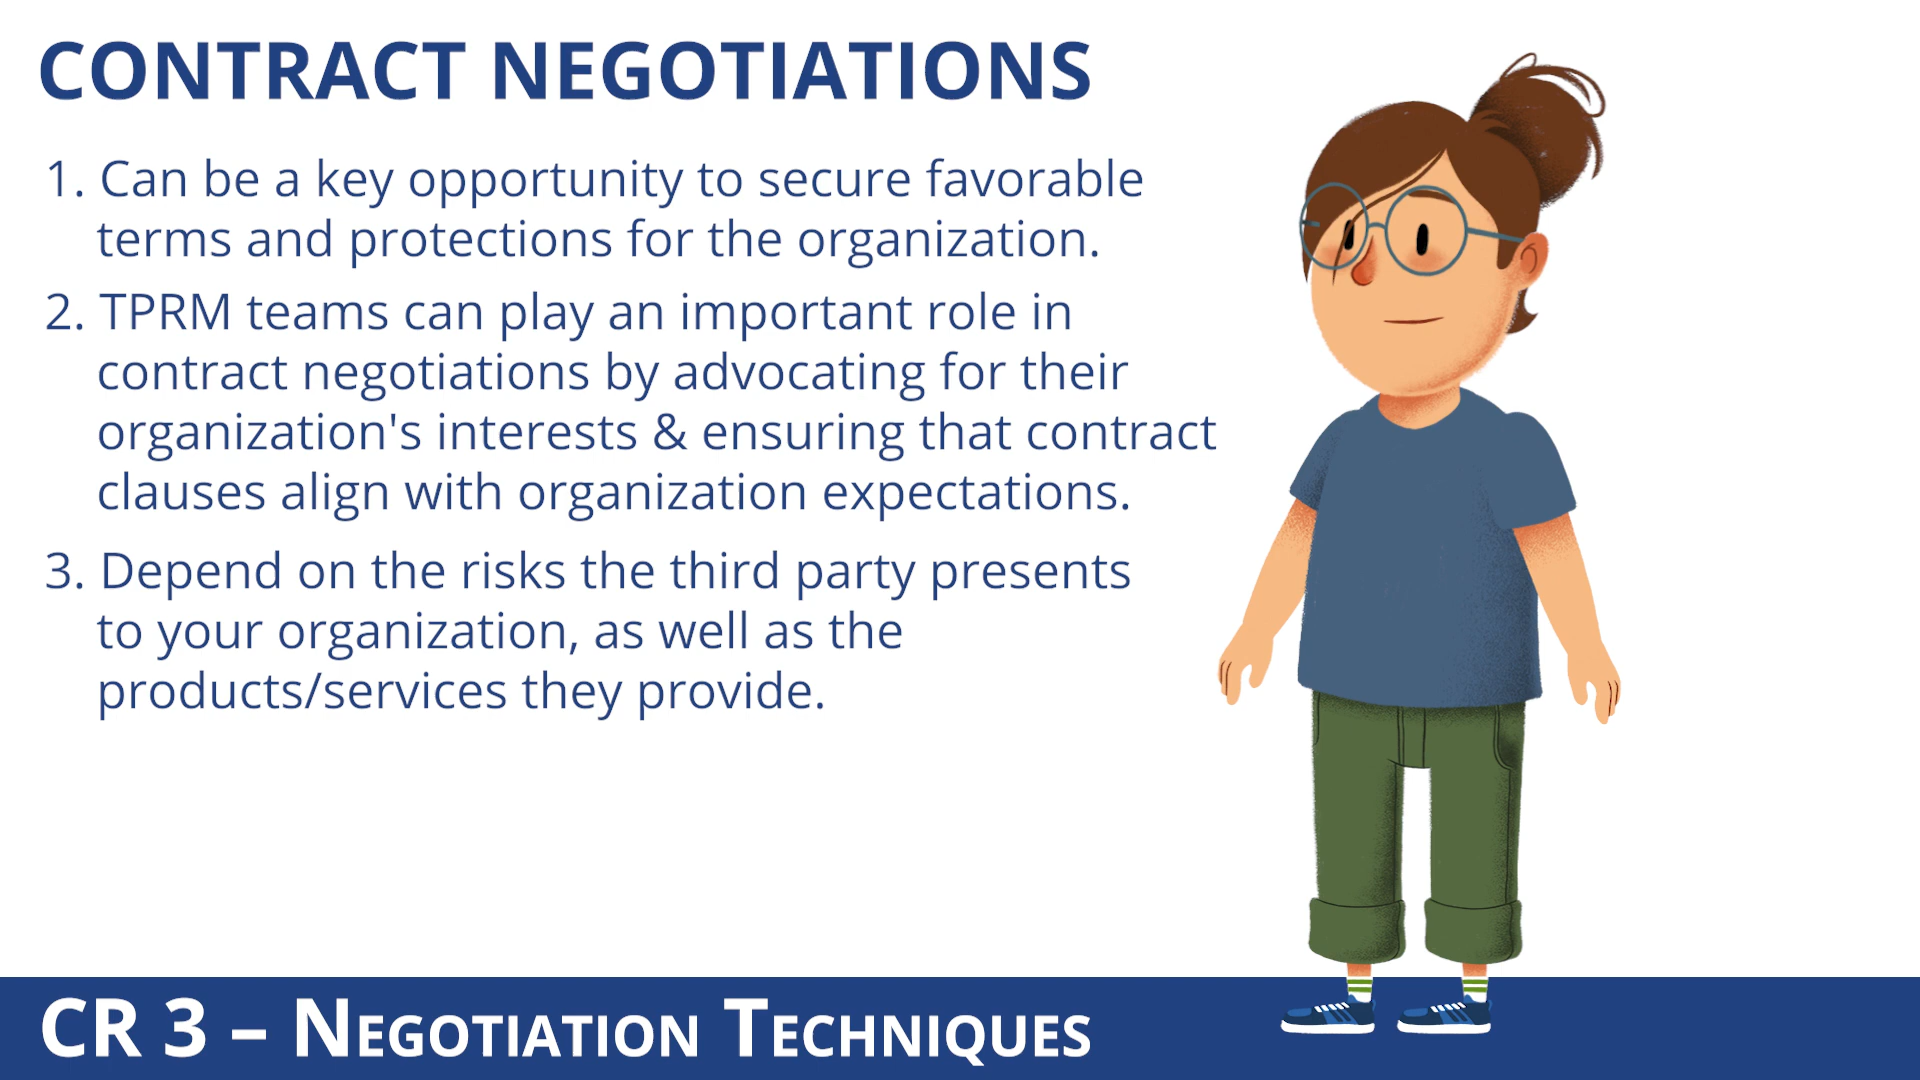 CONTRACT NEGOTIATIONS
1. Can be a key opportunity to secure favorable
terms and protections for the organization.
2. TPRM teams can play an important role in
contract negotiations by advocating for their
organization's interests & ensuring that contract
clauses align with organization expectations.
3. Depend on the risks the third party presents
to your organization, as well as the
products/services they provide.
CR 3 – Negotiation Techniques